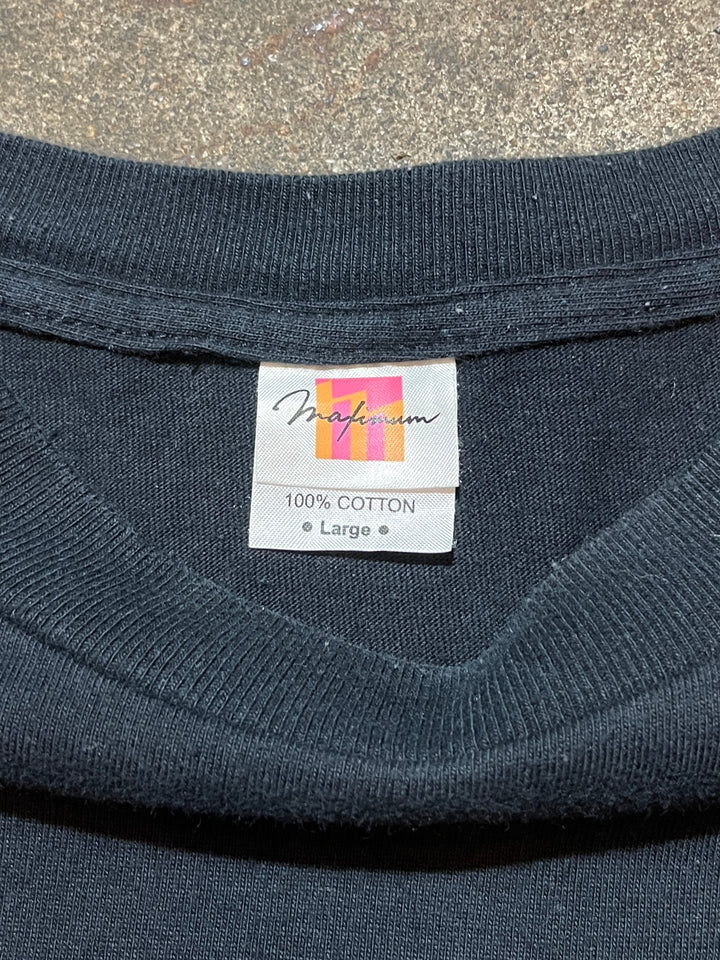 Maximum
100% COTTON
● Large ●